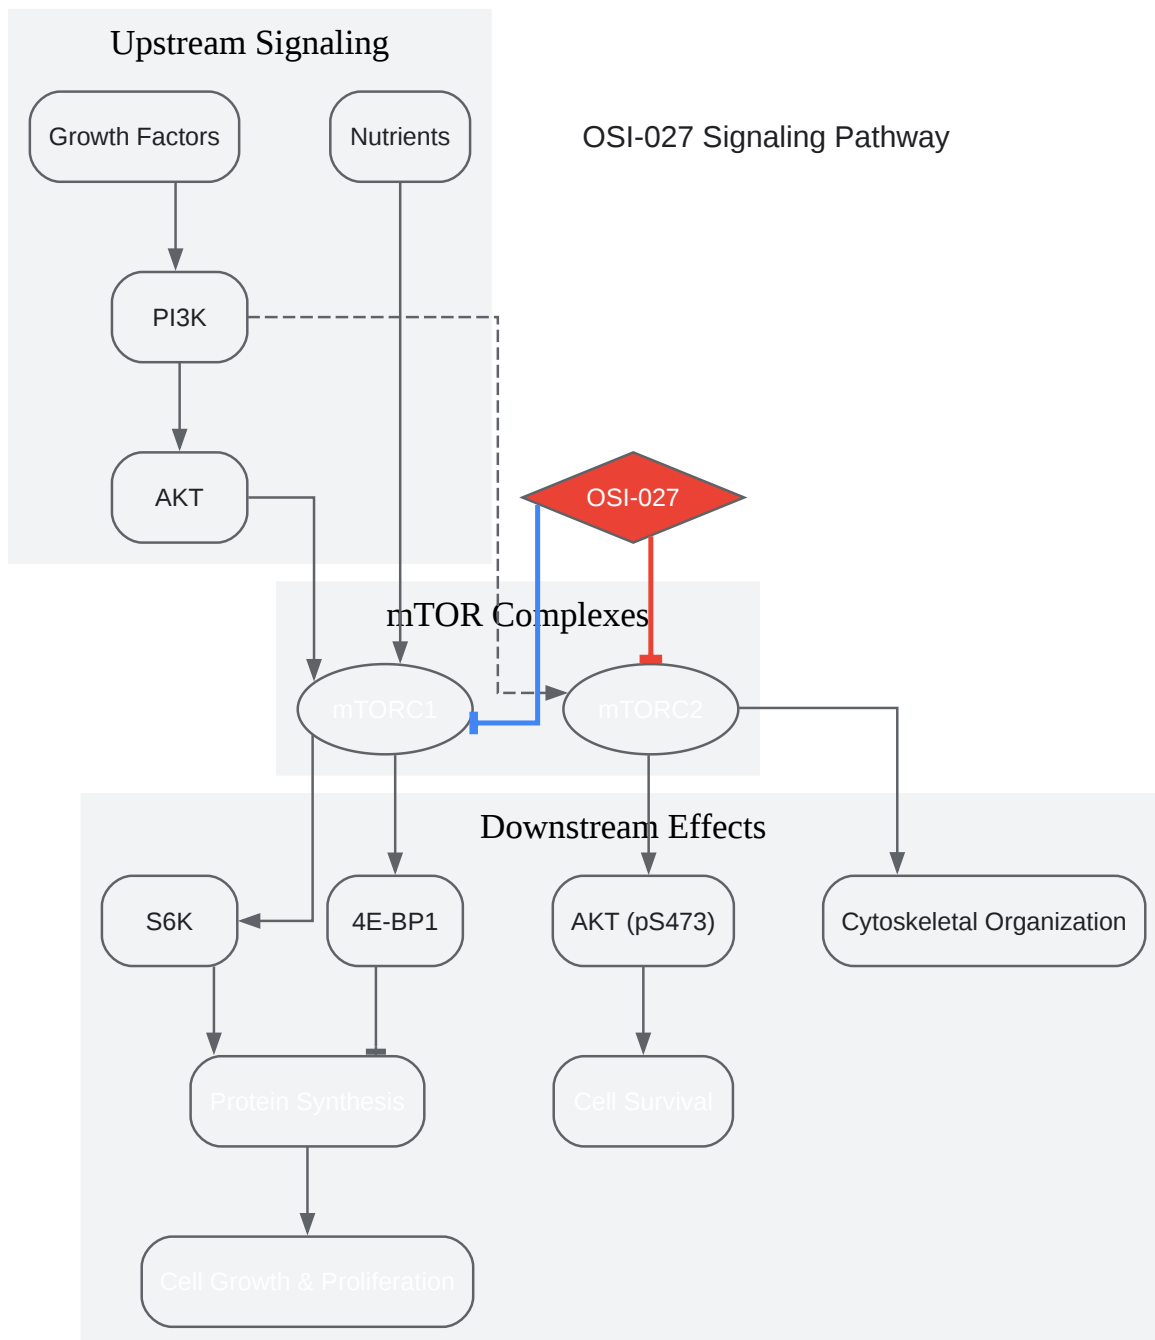 Upstream Signaling
Growth Factors
Nutrients
OSI-027 Signaling Pathway
PI3K
AKT
OSI-027
mTOR Complexes
mTORC1
mTORC2
Downstream Effects
S6K
4E-BP1
AKT (pS473)
Cytoskeletal Organization
Protein Synthesis
Cell Survival
Cell Growth & Proliferation